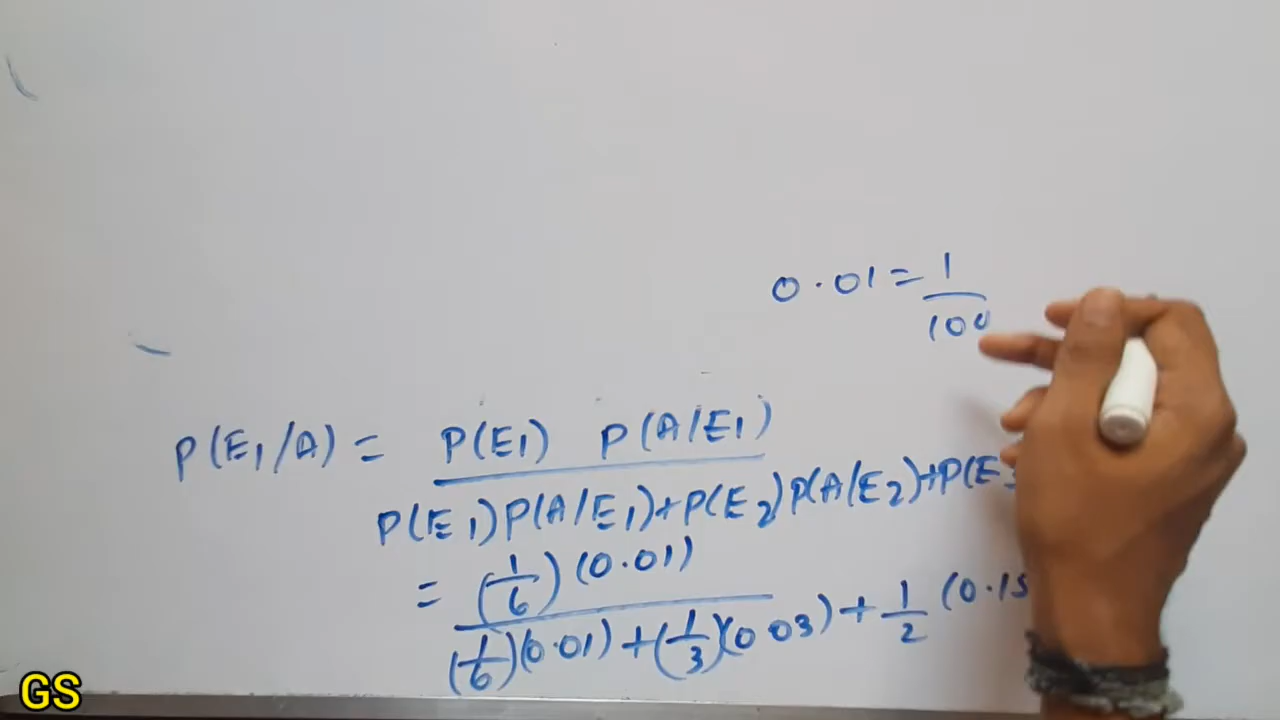 0.01 = 1/100
P(E1/A) = P(E1) P(A/E1)
P(E1)P(A/E1)+P(E2)P(A/E2)+P(E3
= (1/6)(0.01)
(1/6)(0.01)+(1/3)(0.03)+1/2(0.15
GS